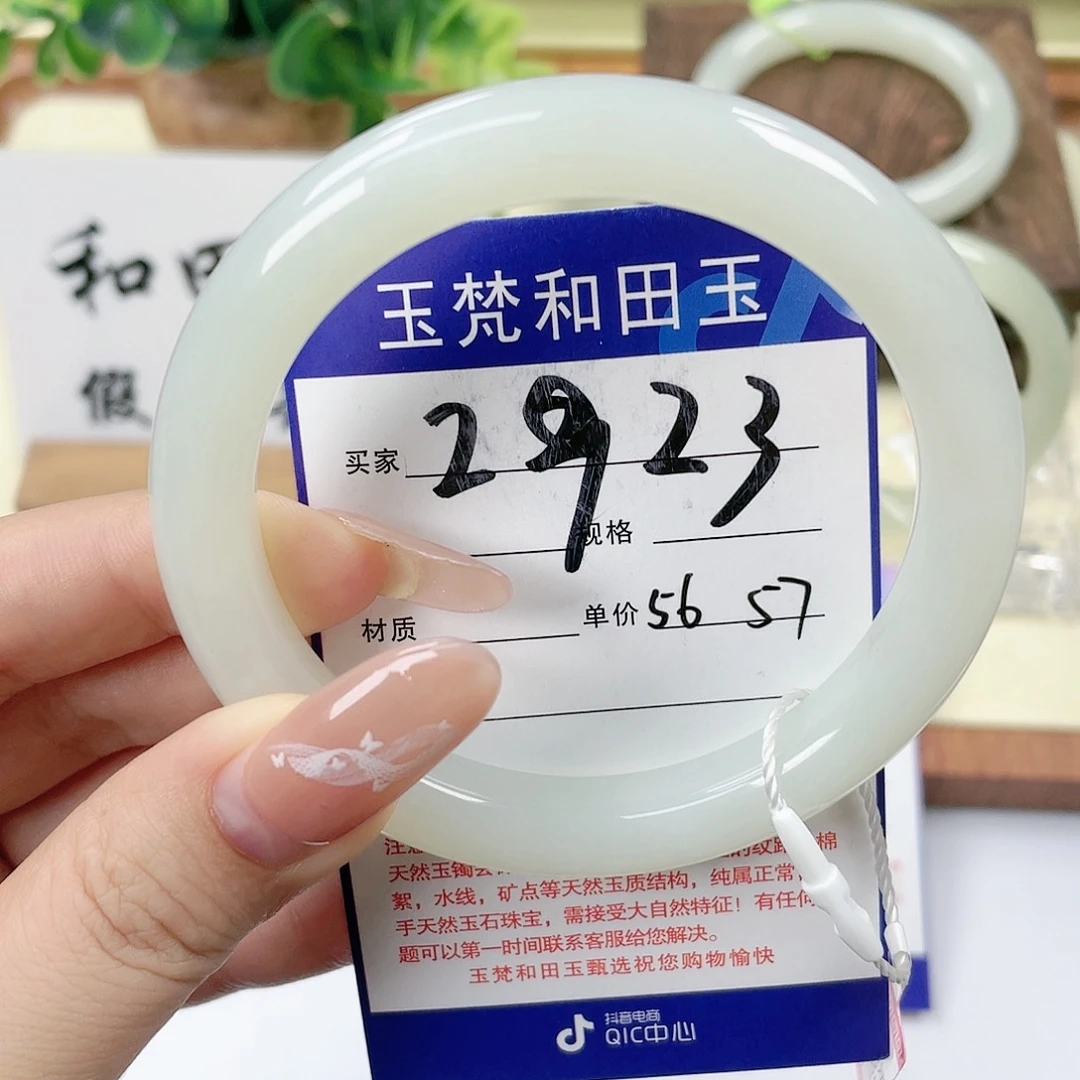 和田
假
玉梵和田玉
买家 2923
规格
材质 单价 56 57
天然玉镯
絮，水线，矿点等天然玉质结构，纯属正常，
手天然玉石珠宝，需接受大自然特征！有任何
题可以第一时间联系客服给您解决。
玉梵和田玉甄选祝您购物愉快
抖音电商
QIC中心